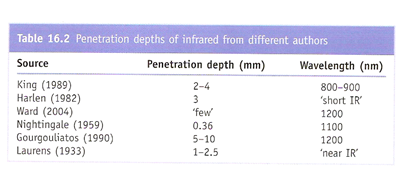 Table 16.2 Penetration depths of infrared from different authors
Source Penetration depth (mm) Wavelength (nm)
King (1989) 2–4 800–900
Harlen (1982) 3 'short IR'
Ward (2004) 'few' 1200
Nightingale (1959) 0.36 1100
Gourgouliatos (1990) 5–10 1200
Laurens (1933) 1–2.5 'near IR'